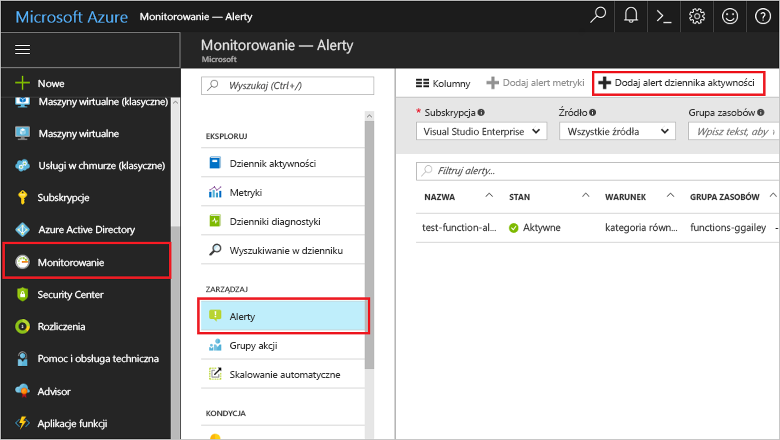 Microsoft Azure Monitorowanie — Alerty
Nowe
Maszyny wirtualne (klasyczne)
Maszyny wirtualne
Usługi w chmurze (klasyczne)
Subskrypcje
Azure Active Directory
Monitorowanie
Security Center
Rozliczenia
Pomoc i obsługa techniczna
Advisor
Aplikacje funkcji
Monitorowanie — Alerty
Microsoft
Wyszukaj (Ctrl+/)
EKSPLORUJ
Dziennik aktywności
Metryki
Dzienniki diagnostyki
Wyszukiwanie w dzienniku
ZARZĄDZAJ
Alerty
Grupy akcji
Skalowanie automatyczne
KONDYCJA
Kolumny Dodaj alert metryki Dodaj alert dziennika aktywności
* Subskrypcja Źródło Grupa zasobów
Visual Studio Enterprise Wszystkie źródła Wpisz tekst, aby
Filtruj alerty...
NAZWA STAN WARUNEK GRUPA ZASOBÓW
test-function-al... Aktywne kategoria równ... functions-ggailey -